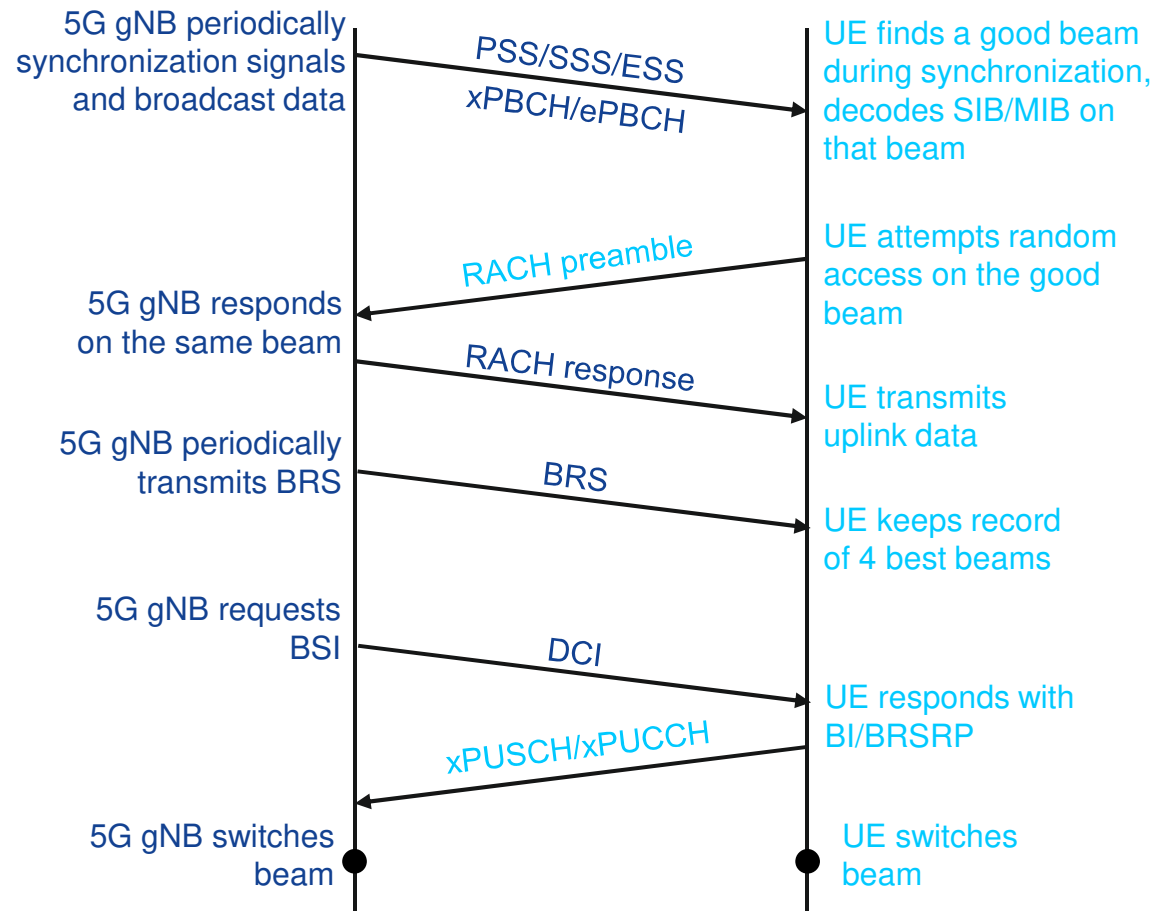 5G gNB periodically
synchronization signals
and broadcast data
PSS/SSS/ESS
xPBCH/ePBCH
UE finds a good beam
during synchronization,
decodes SIB/MIB on
that beam
UE attempts random
access on the good
beam
RACH preamble
5G gNB responds
on the same beam
RACH response
UE transmits
uplink data
5G gNB periodically
transmits BRS
BRS
UE keeps record
of 4 best beams
5G gNB requests
BSI
DCI
UE responds with
BI/BRSRP
xPUSCH/xPUCCH
5G gNB switches
beam
UE switches
beam